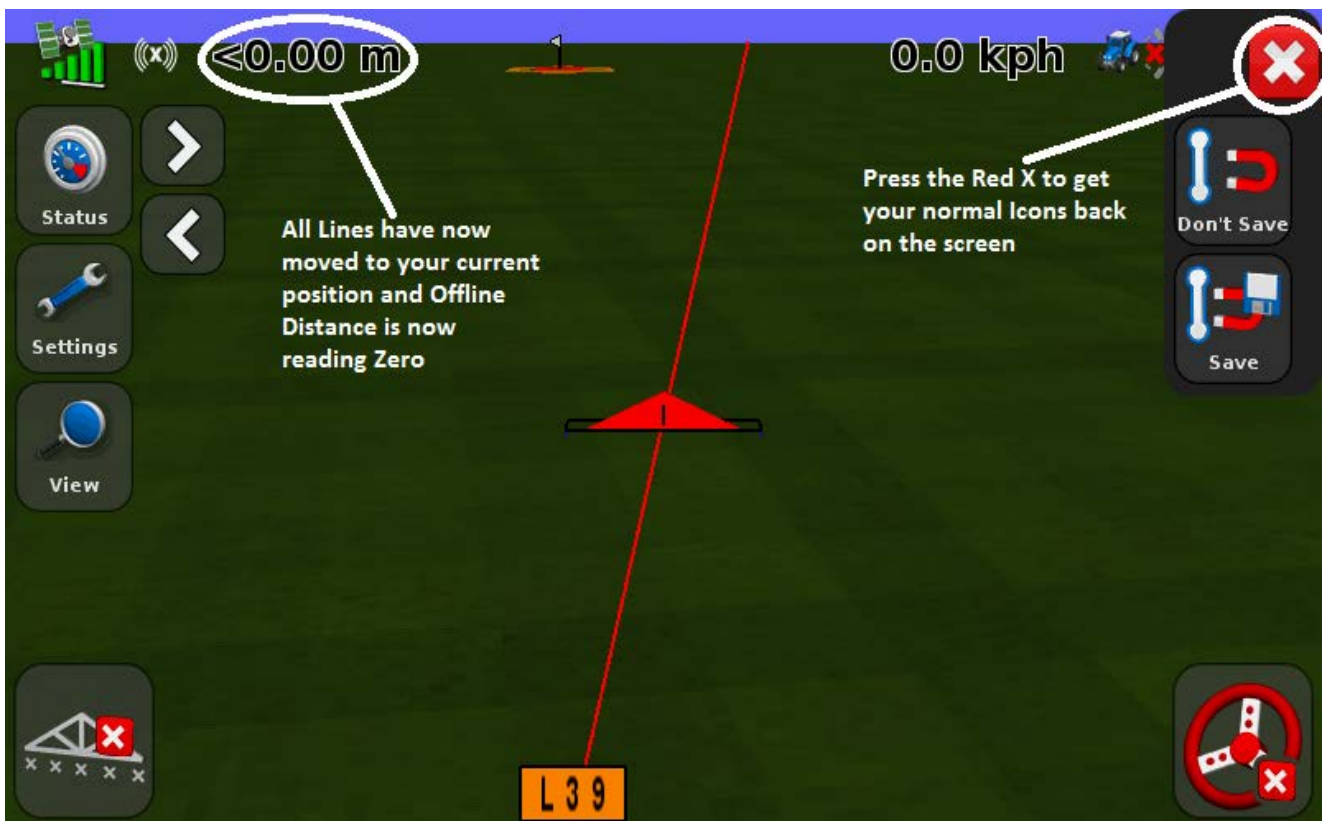 <0.00 m
0.0 kph
Status
Settings
View
All Lines have now
moved to your current
position and Offline
Distance is now
reading Zero
Press the Red X to get
your normal Icons back
on the screen
Don't Save
Save
L 3 9